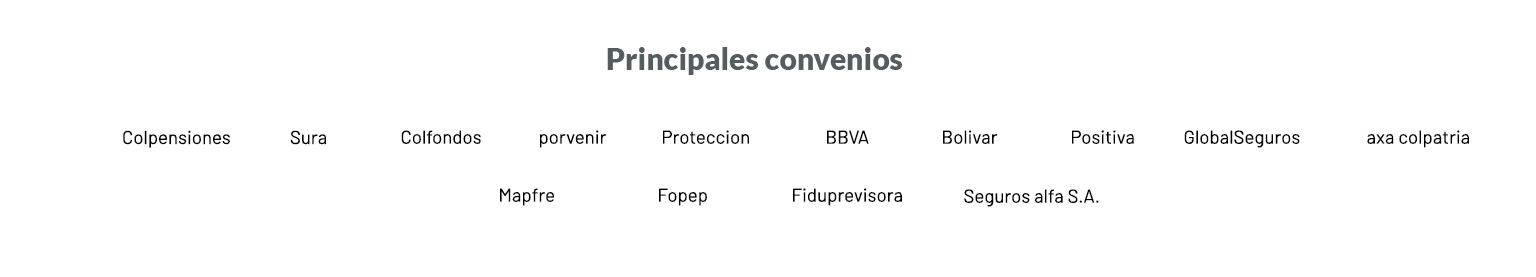 Principales convenios
Colpensiones Sura Colfondos porvenir Proteccion BBVA Bolivar Positiva GlobalSeguros axa colpatria
Mapfre Fopep Fiduprevisora Seguros alfa S.A.